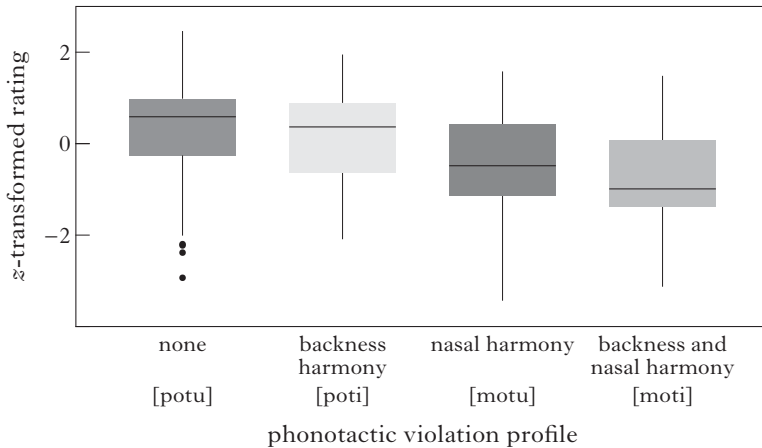 z-transformed rating
2
0
−2
none
backness harmony
nasal harmony
backness and nasal harmony
[potu]
[poti]
[motu]
[moti]
phonotactic violation profile